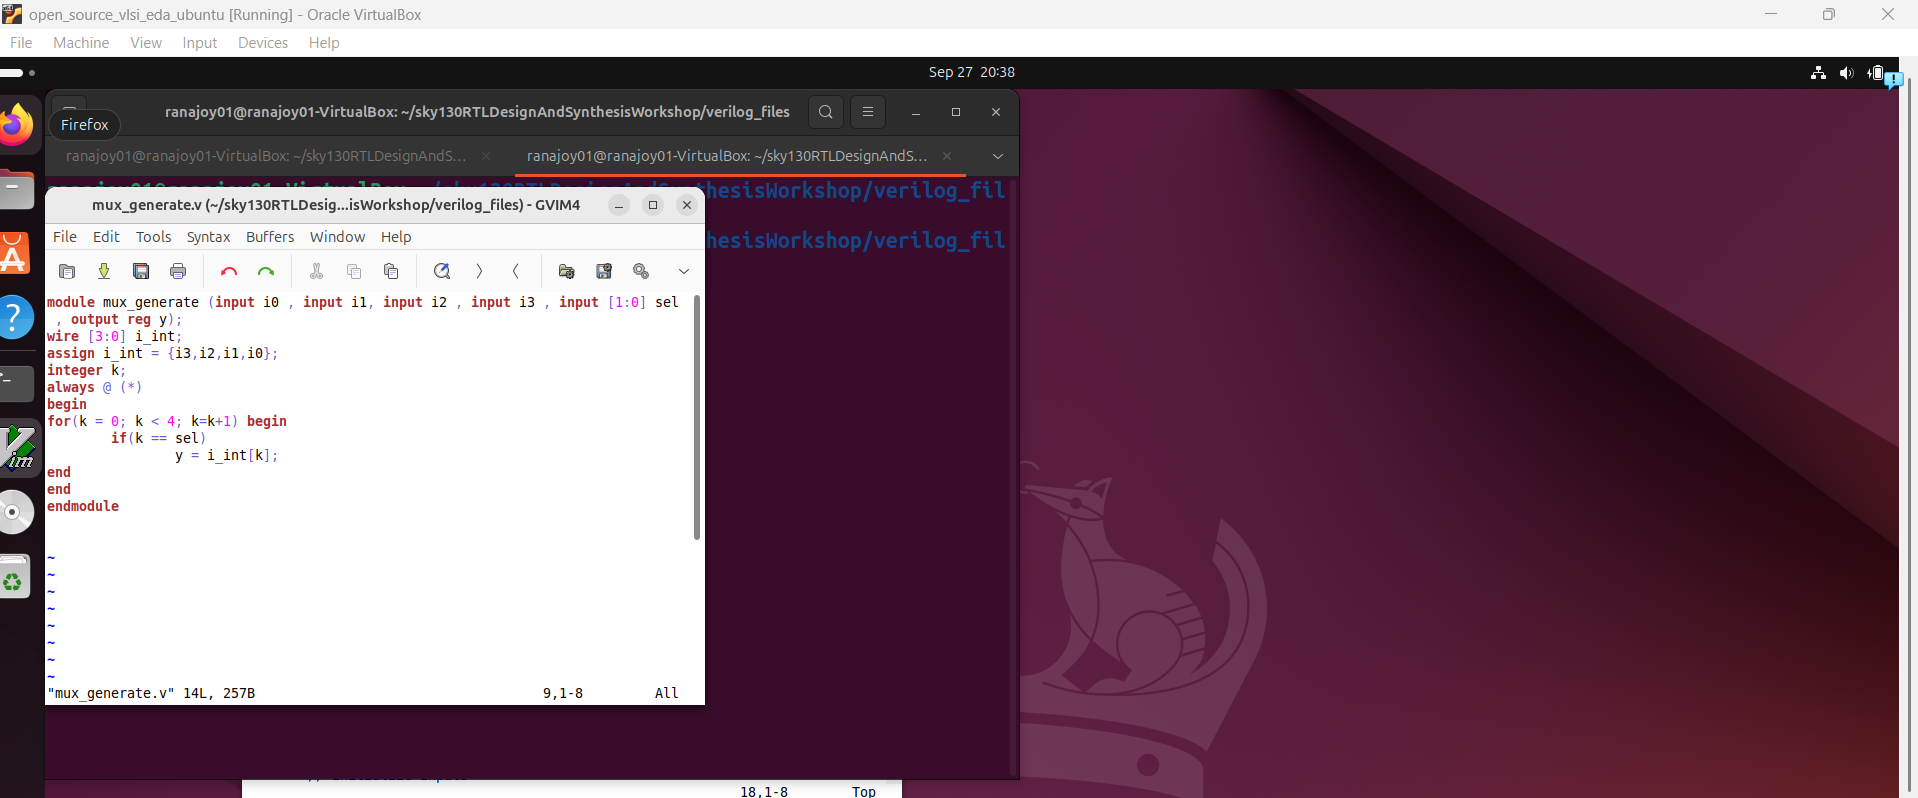 open_source_vlsi_eda_ubuntu [Running] - Oracle VirtualBox
File Machine View Input Devices Help
Sep 27 20:38
ranajoy01@ranajoy01-VirtualBox: ~/sky130RTLDesignAndSynthesisWorkshop/verilog_files
Firefox
ranajoy01@ranajoy01-VirtualBox: ~/sky130RTLDesignAndS...
ranajoy01@ranajoy01-VirtualBox: ~/sky130RTLDesignAndS...
hesisWorkshop/verilog_fil
mux_generate.v (~/sky130RTLDesig...isWorkshop/verilog_files) - GVIM4
File Edit Tools Syntax Buffers Window Help
hesisWorkshop/verilog_fil
module mux_generate (input i0 , input i1, input i2 , input i3 , input [1:0] sel
, output reg y);
wire [3:0] i_int;
assign i_int = {i3,i2,i1,i0};
integer k;
always @ (*)
begin
for(k = 0; k < 4; k=k+1) begin
if(k == sel)
y = i_int[k];
end
end
endmodule
~
~
~
~
~
~
~
~
"mux_generate.v" 14L, 257B 9,1-8 All
18,1-8 Top